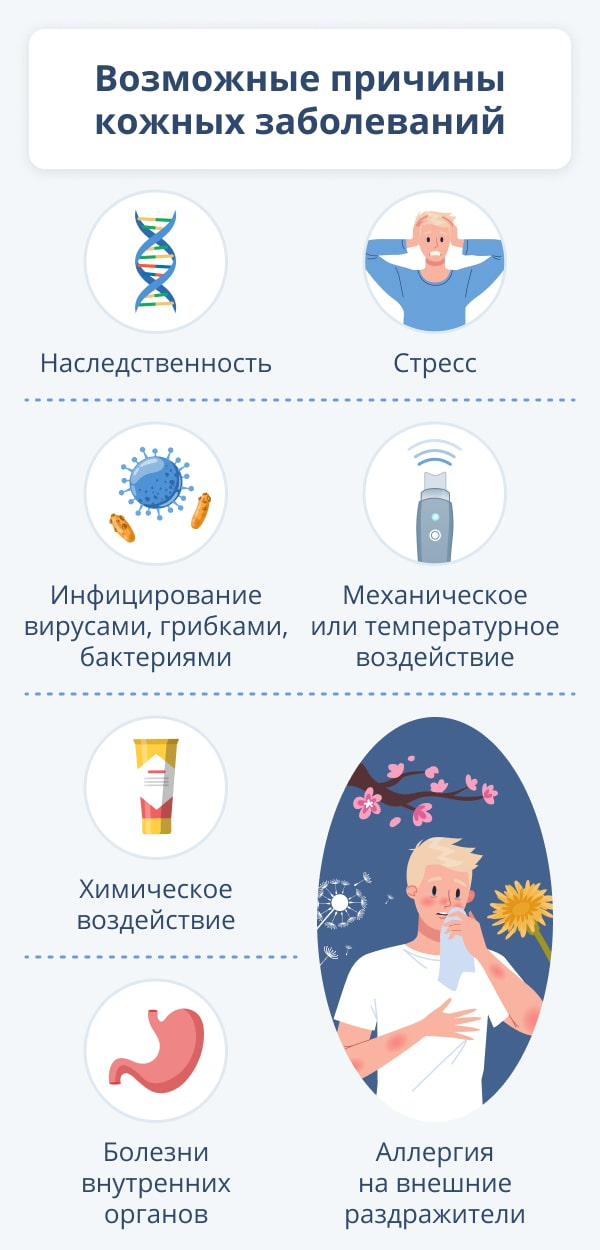 Возможные причины
кожных заболеваний
Наследственность
Стресс
Инфицирование
вирусами, грибками,
бактериями
Механическое
или температурное
воздействие
Химическое
воздействие
Болезни
внутренних
органов
Аллергия
на внешние
раздражители